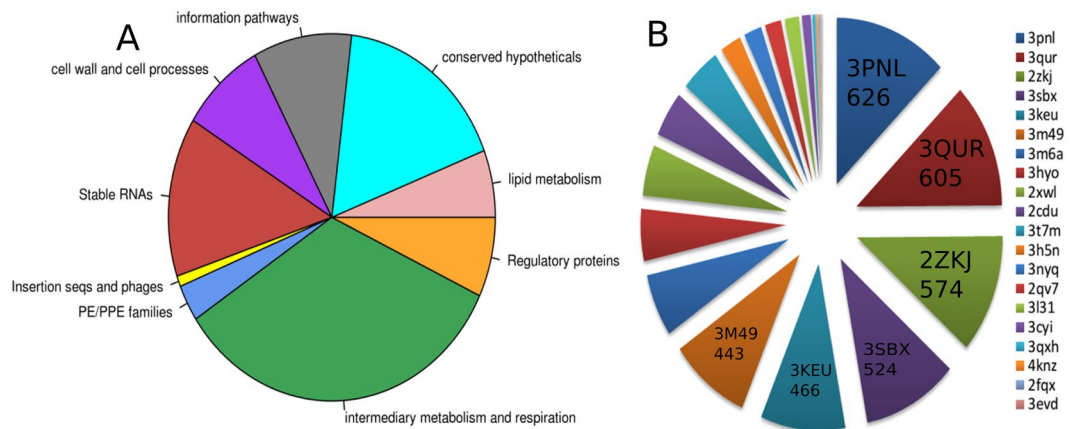 A
information pathways
conserved hypotheticals
cell wall and cell processes
Stable RNAs
lipid metabolism
Regulatory proteins
Insertion seqs and phages
PE/PPE families
intermediary metabolism and respiration
B
3PNL
626
3QUR
605
2ZKJ
574
3SBX
524
3KEU
466
3M49
443
3pnl
3qur
2zkj
3sbx
3keu
3m49
3m6a
3hyo
2xwl
2cdu
3t7m
3h5n
3nyq
2qv7
3l31
3cyi
3qxh
4knz
2fqx
3evd